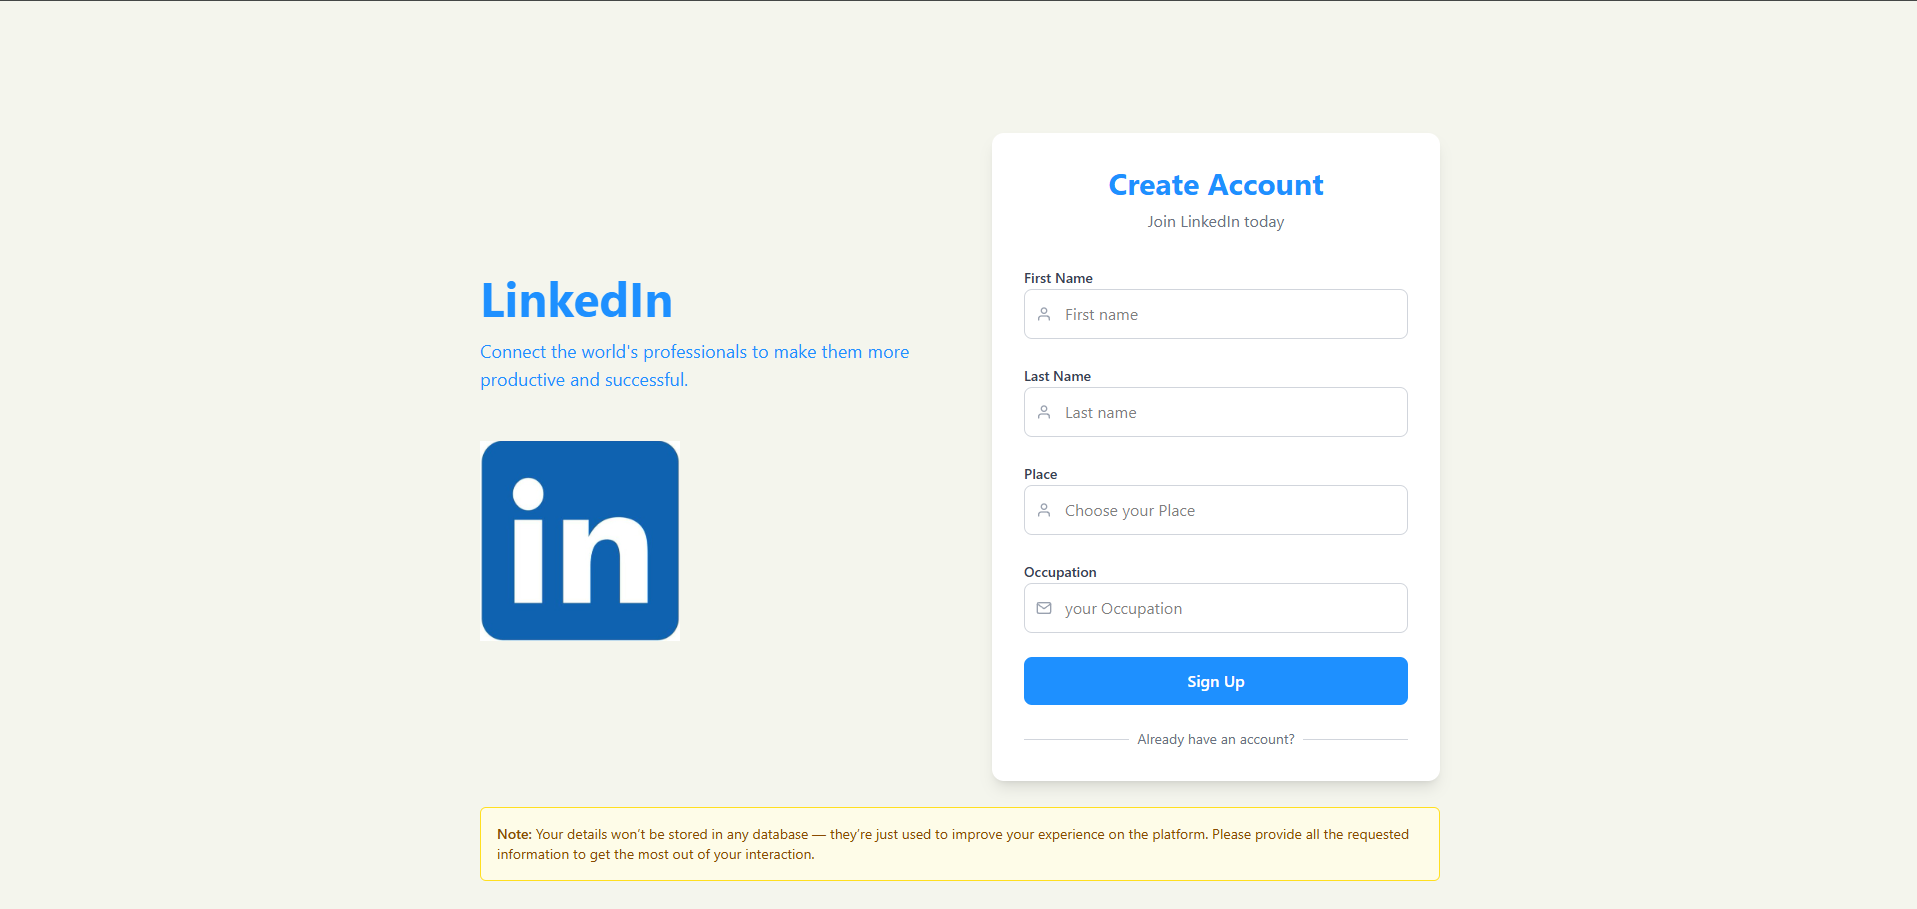 LinkedIn
Connect the world's professionals to make them more
productive and successful.
in
Create Account
Join LinkedIn today
First Name
First name
Last Name
Last name
Place
Choose your Place
Occupation
your Occupation
Sign Up
Already have an account?
Note: Your details won’t be stored in any database — they’re just used to improve your experience on the platform. Please provide all the requested
information to get the most out of your interaction.